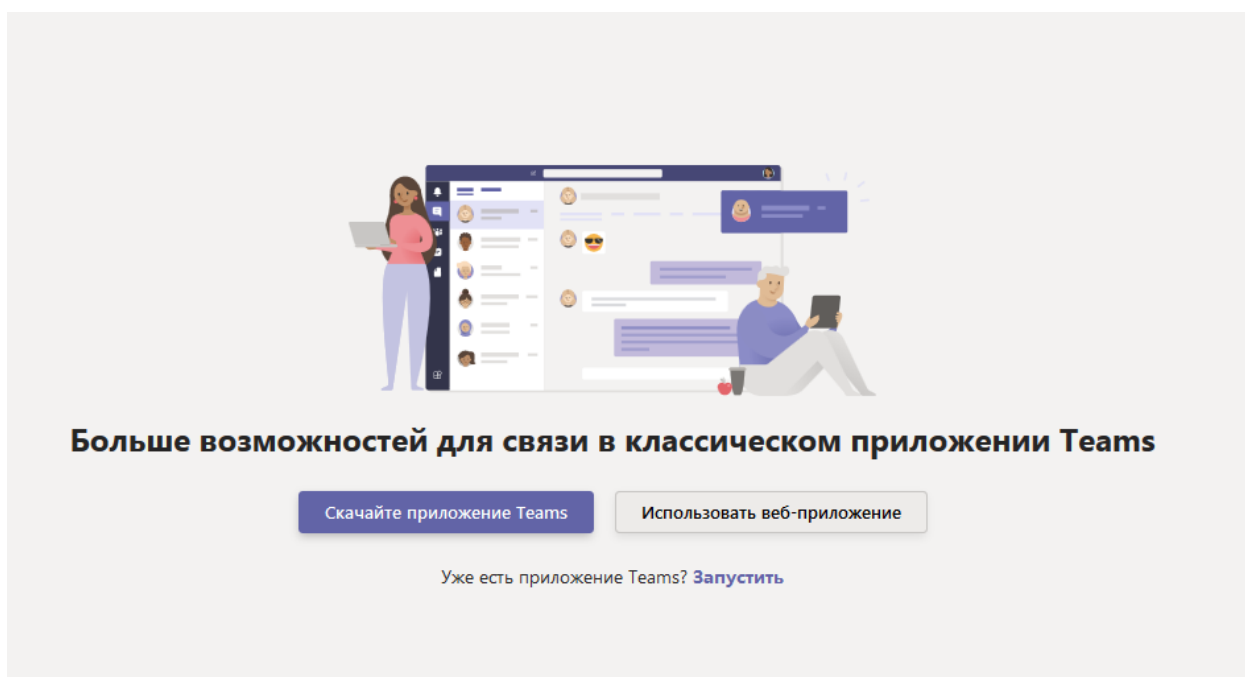 Больше возможностей для связи в классическом приложении Teams
Скачайте приложение Teams
Использовать веб-приложение
Уже есть приложение Teams? Запустить